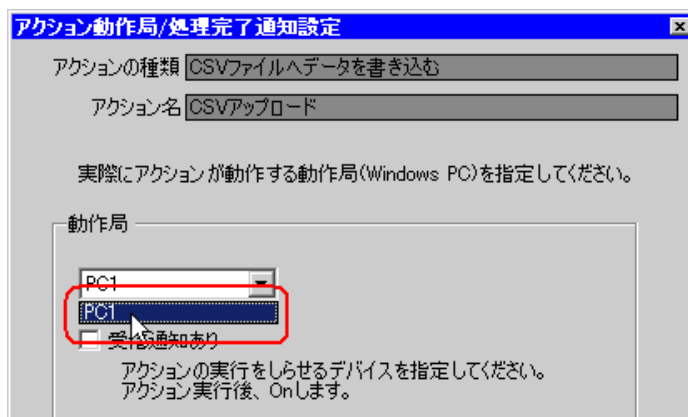 アクション動作局/処理完了通知設定
アクションの種類 CSVファイルへデータを書き込む
アクション名 CSVアップロード
実際にアクションが動作する動作局(Windows PC)を指定してください。
動作局
PC1
PC1
受信通知あり
アクションの実行をしらせるデバイスを指定してください。
アクション実行後、Onします。